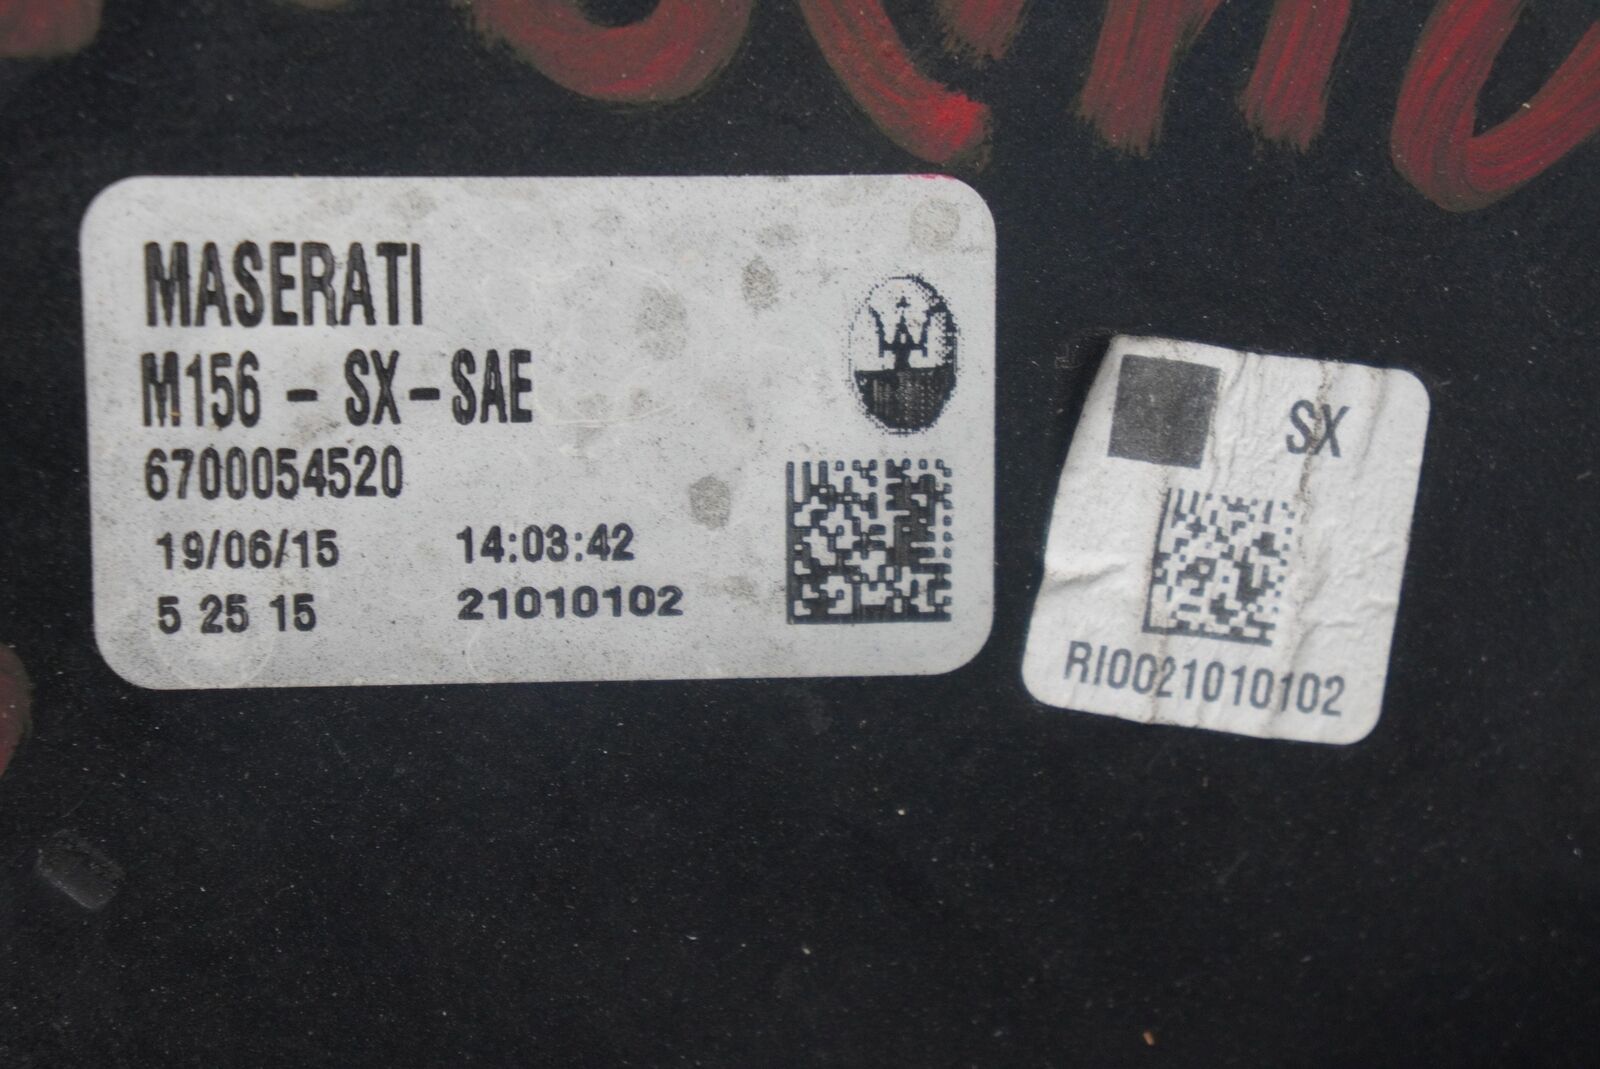 MASERATI
M156 - SX-SAE
6700054520
19/06/15 14:03:42
5 25 15 21010102
SX
RI0021010102